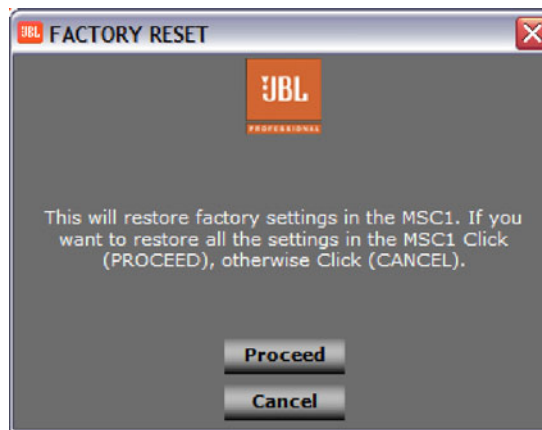 JBL FACTORY RESET
JBL
PROFESSIONAL
This will restore factory settings in the MSC1. If you
want to restore all the settings in the MSC1 Click
(PROCEED), otherwise Click (CANCEL).
Proceed
Cancel